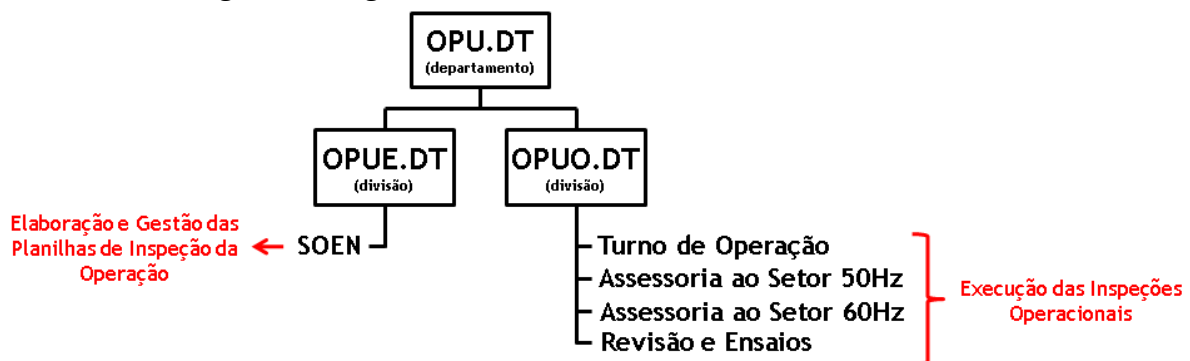 OPU.DT
(departamento)
OPUE.DT
(divisão)
OPUO.DT
(divisão)
Elaboração e Gestão das
Planilhas de Inspeção da
Operação
SOEN
Turno de Operação
Assessoria ao Setor 50Hz
Assessoria ao Setor 60Hz
Revisão e Ensaios
Execução das Inspeções
Operacionais